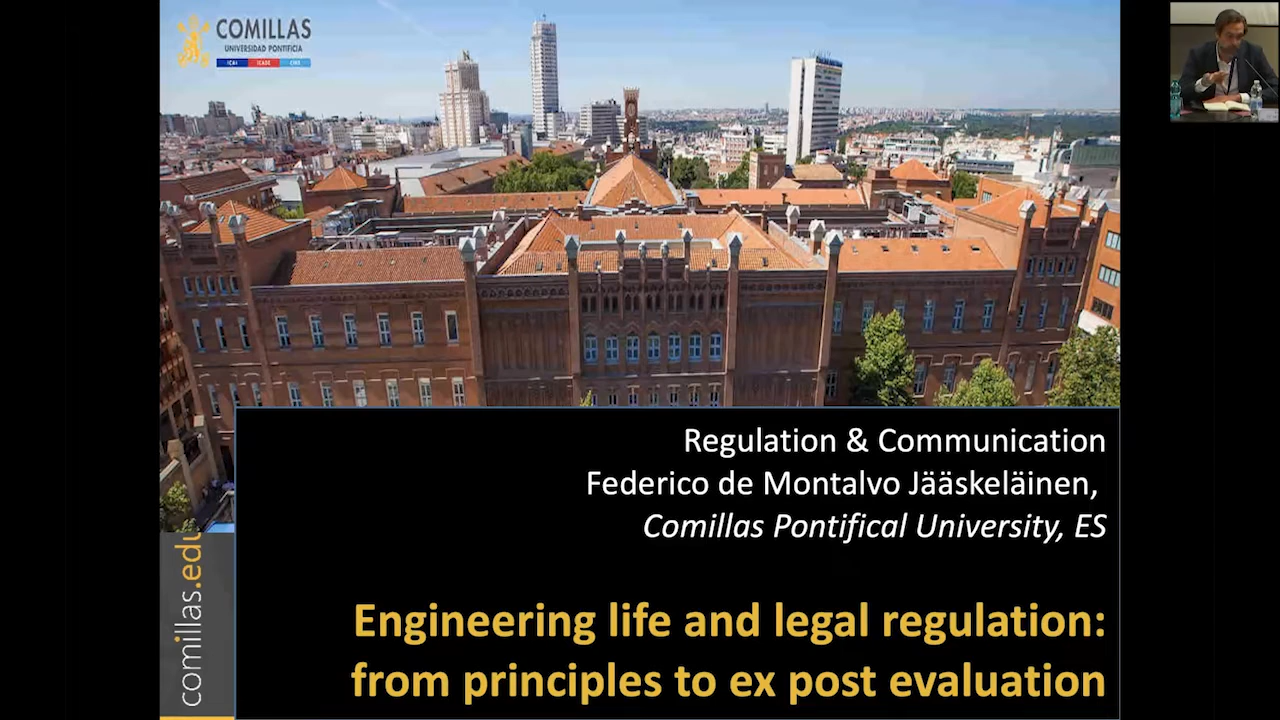 COMILLAS
UNIVERSIDAD PONTIFICIA
ICAI ICADE CIHS
Regulation & Communication
Federico de Montalvo Jääskeläinen,
Comillas Pontifical University, ES
Engineering life and legal regulation:
from principles to ex post evaluation
comillas.edu